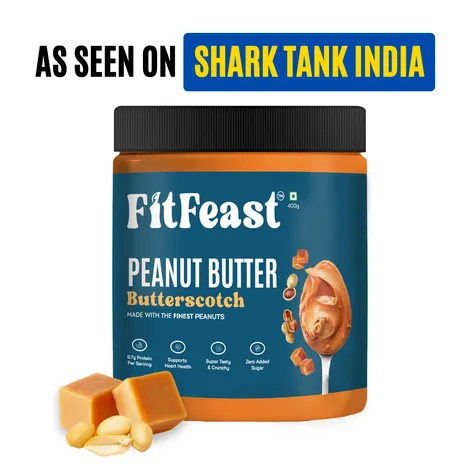 AS SEEN ON SHARK TANK INDIA
FitFeast™
400g
PEANUT BUTTER
Butterscotch
MADE WITH THE FINEST PEANUTS
6.7g Protein
Per Serving
Supports
Heart Health
Super Tasty
& Crunchy
Zero Added
Sugar